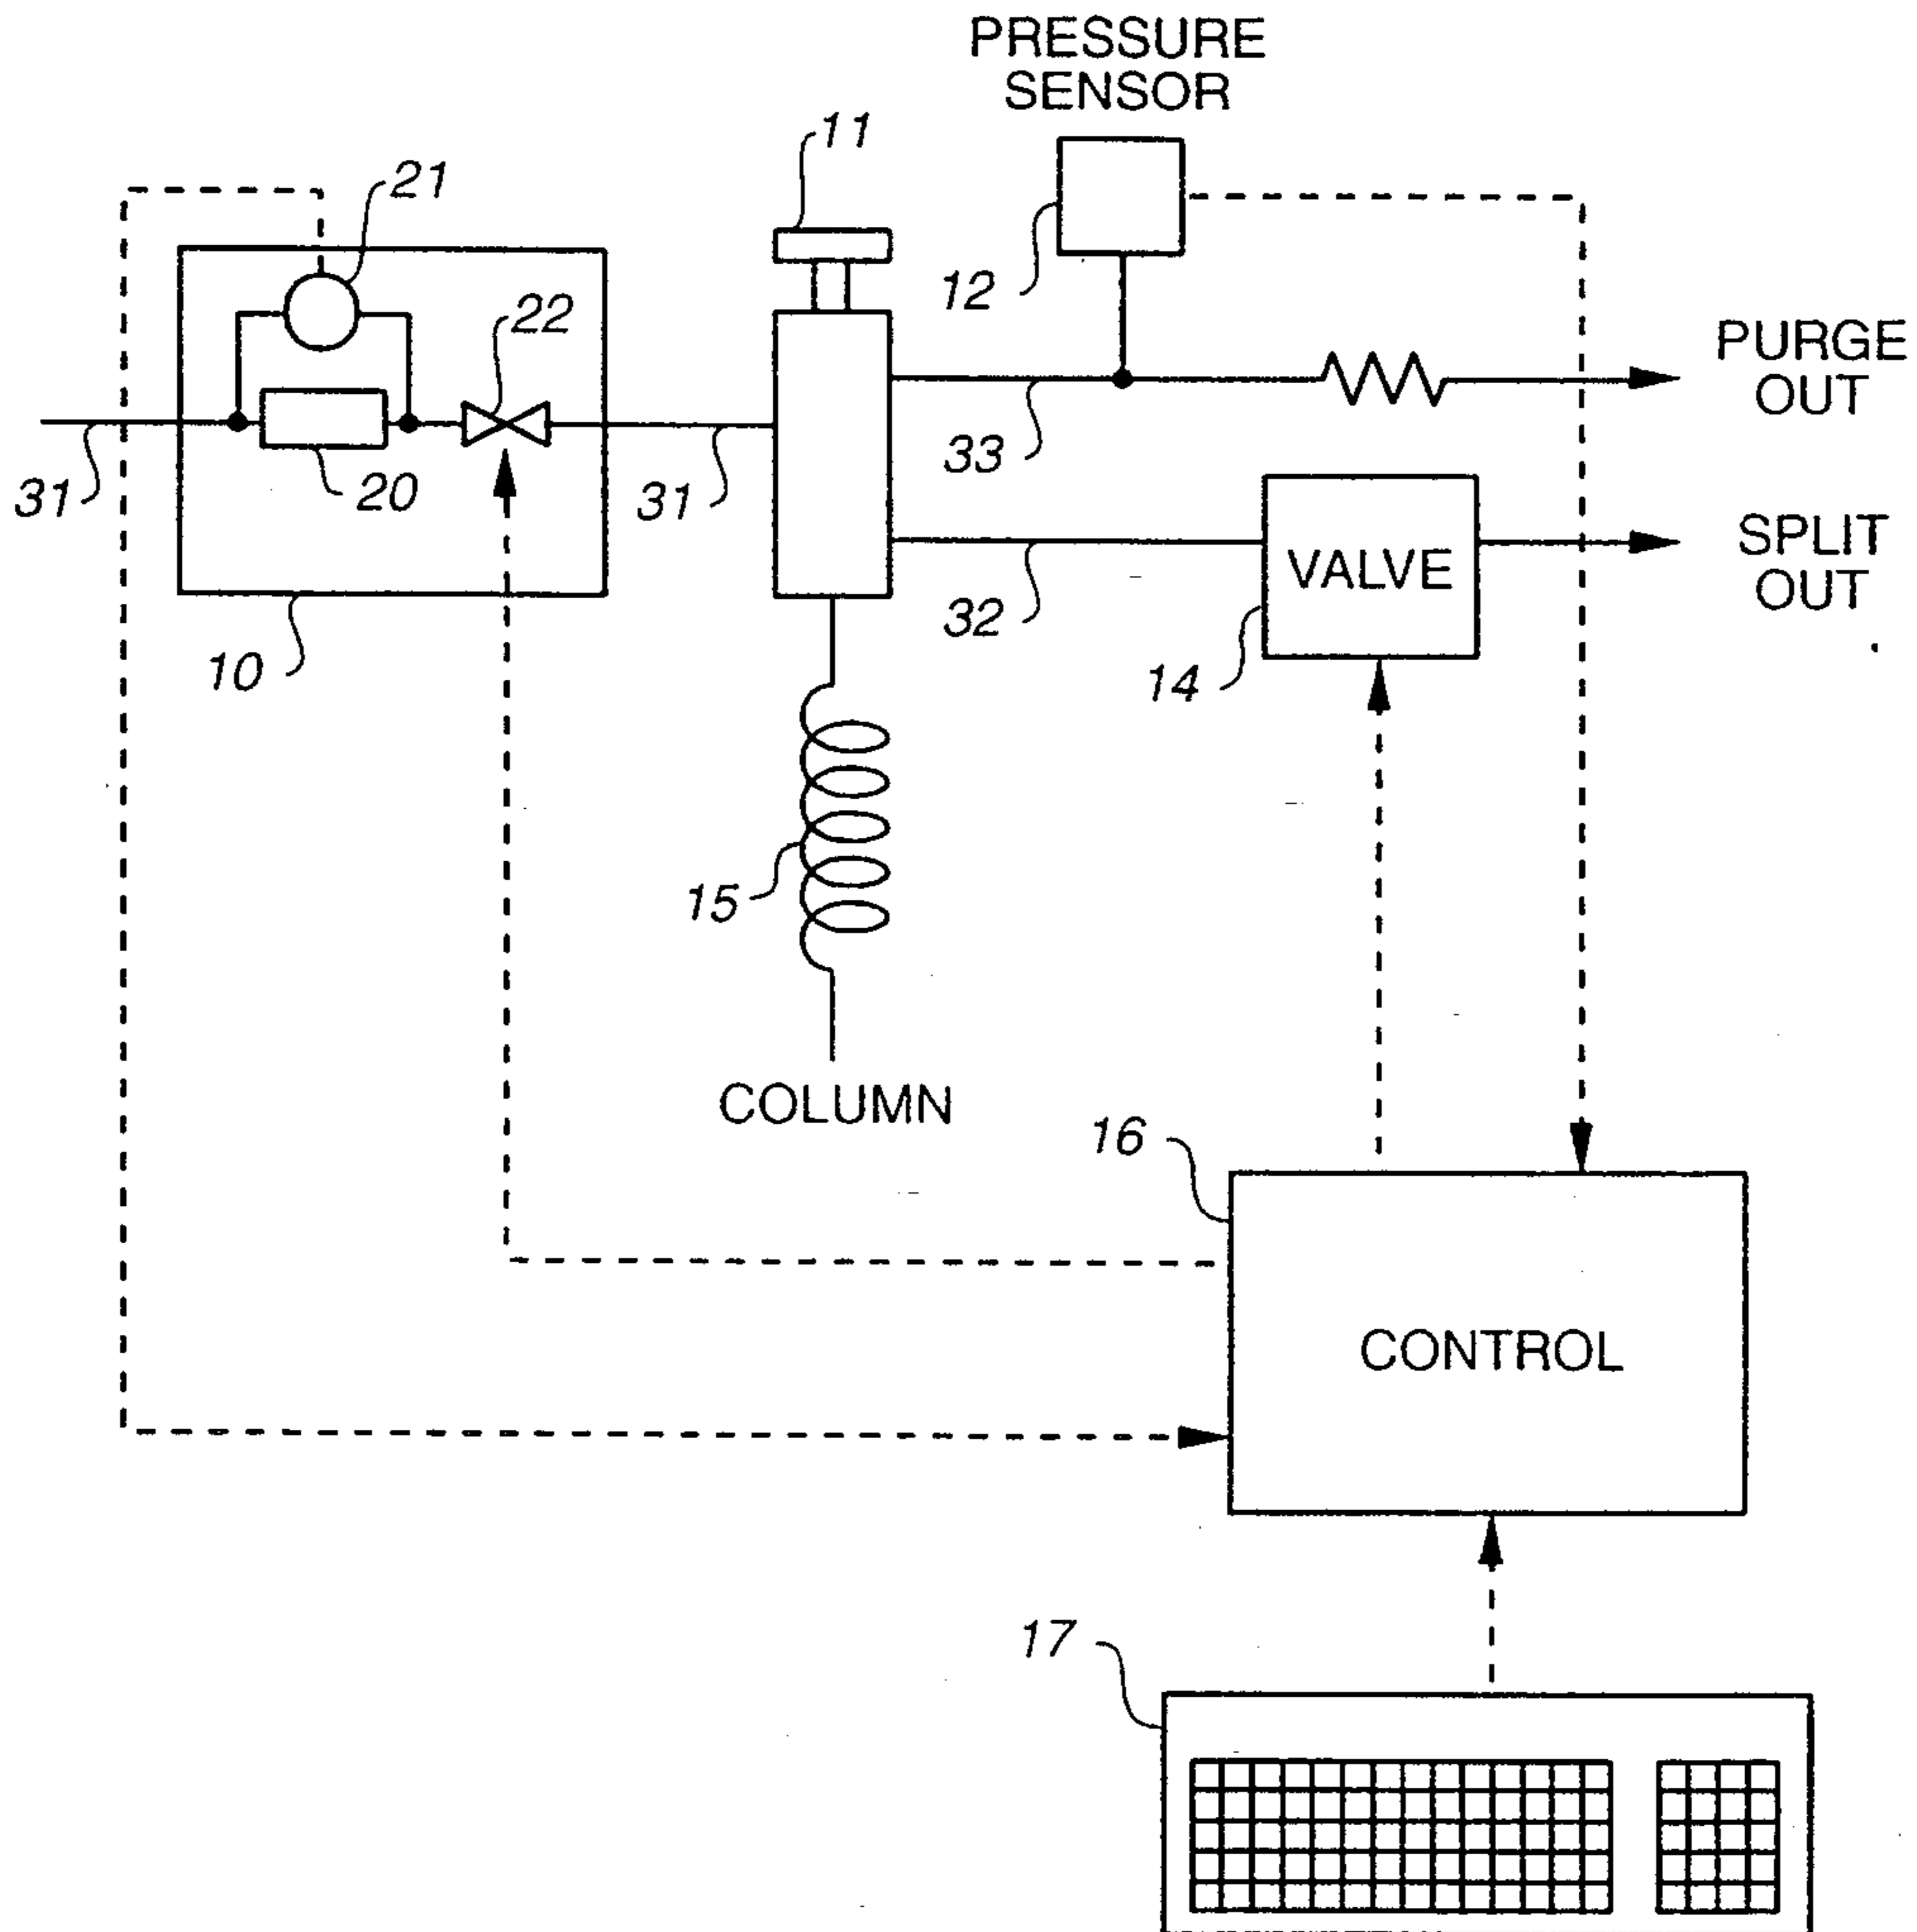 PRESSURE
SENSOR
11
21
12
22
PURGE
OUT
33
31
20
31
SPLIT
OUT
VALVE
32
10
14
15
COLUMN
16
CONTROL
17